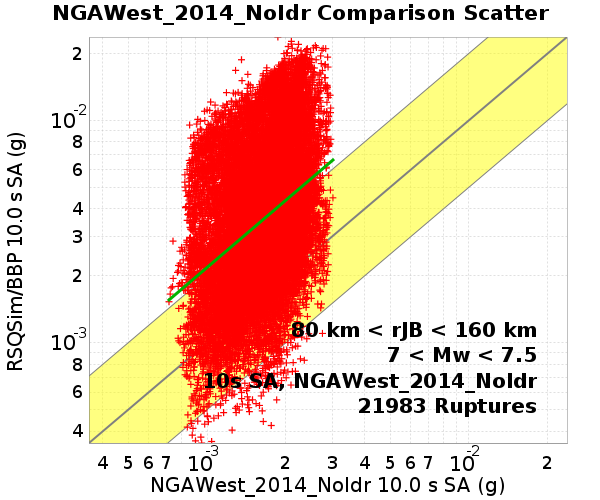 NGAWest_2014_NoIdr Comparison Scatter
RSQSim/BBP 10.0 s SA (g)
2
10-2
8
6
4
3
2
10-3
8
6
4
80 km < rJB < 160 km
7 < Mw < 7.5
10s SA, NGAWest_2014_NoIdr
21983 Ruptures
4 5 6 7 10-3 2 3 4 5 6 7 10-2 2
NGAWest_2014_NoIdr 10.0 s SA (g)